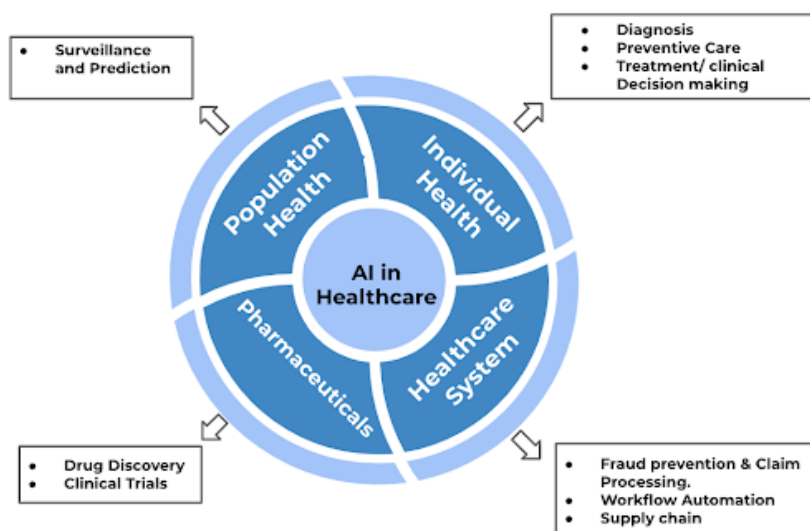 Surveillance
and Prediction
Diagnosis
Preventive Care
Treatment/ clinical
Decision making
Population
Health
Individual
Health
AI in
Healthcare
Pharmaceuticals
Healthcare
System
Drug Discovery
Clinical Trials
Fraud prevention & Claim
Processing.
Workflow Automation
Supply chain